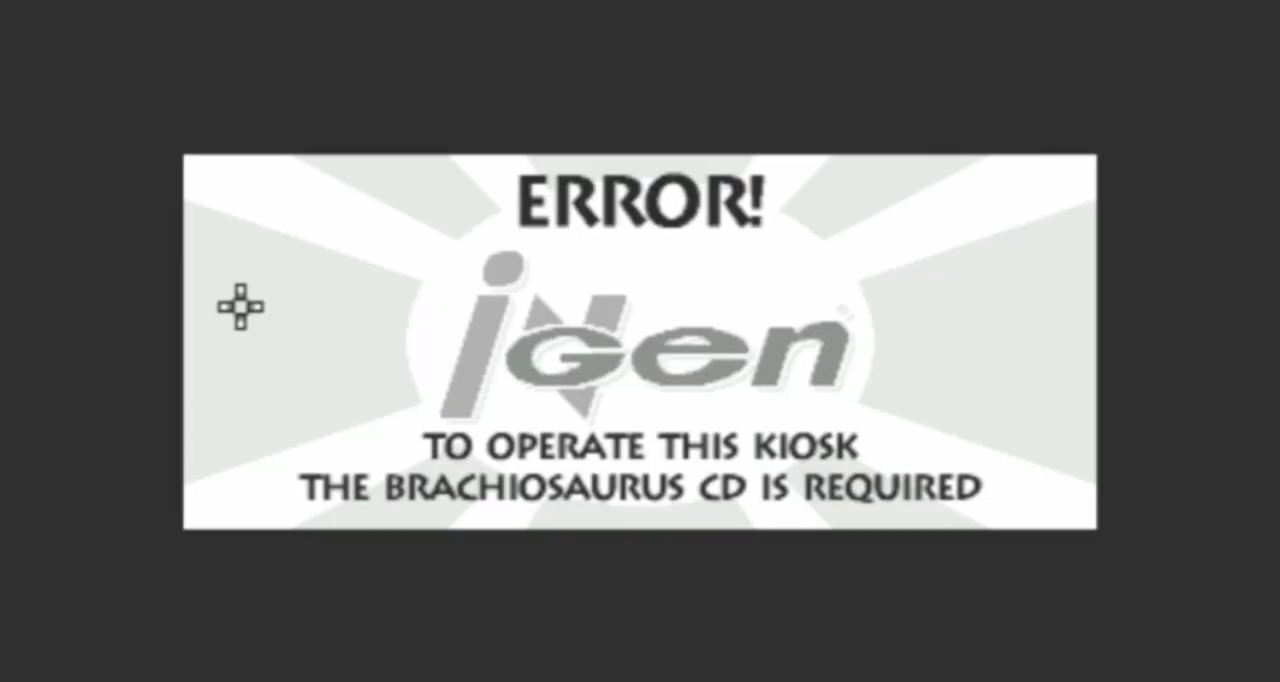 ERROR!
iNGen
TO OPERATE THIS KIOSK
THE BRACHIOSAURUS CD IS REQUIRED